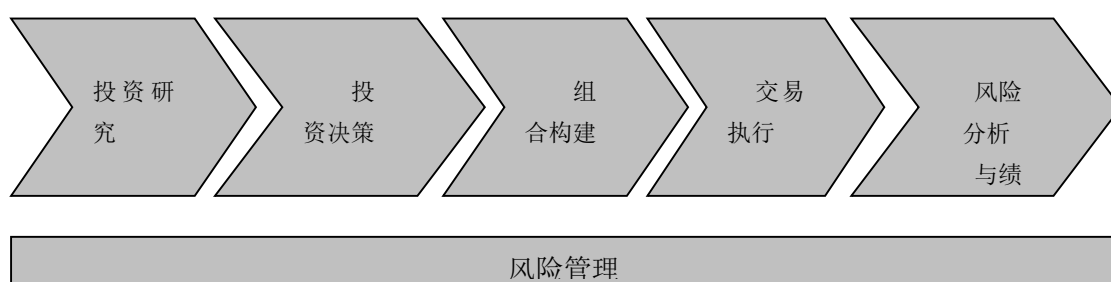 投资研
究
投
资决策
组
合构建
交易
执行
风险
分析
与绩
风险管理